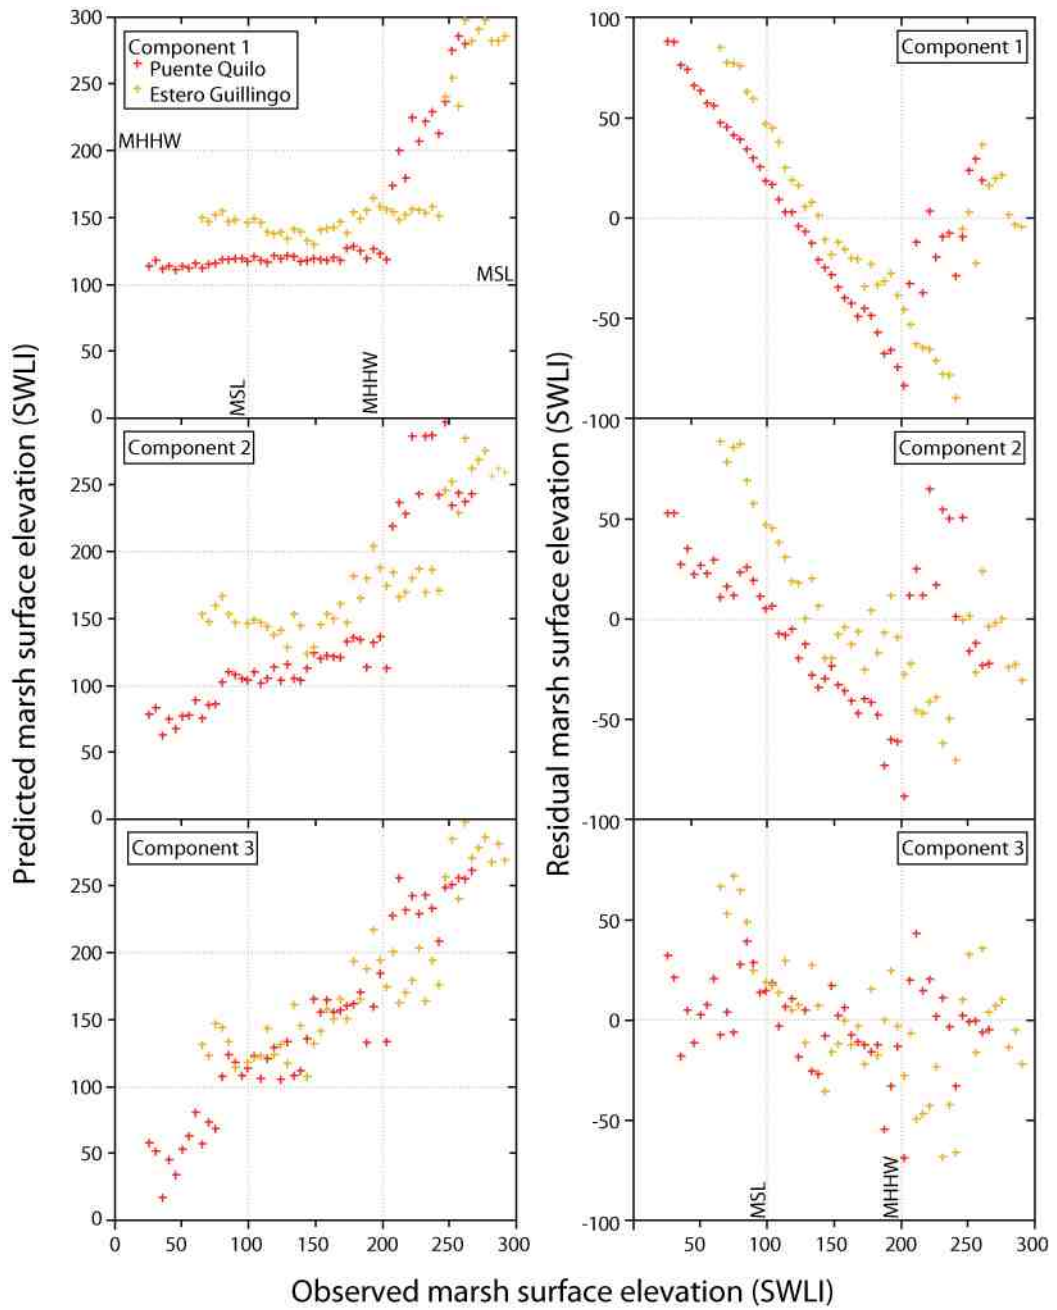 300
Component 1
Puente Quilo
Estero Guillingo
250
MHHW
200
150
MSL
100
50
MSL
MHHW
0
Component 2
250
200
150
100
50
0
Component 3
250
200
150
100
50
0
0
50
100
150
200
250
300
Predicted marsh surface elevation (SWLI)
100
Component 1
50
0
-50
-100
Component 2
50
0
-50
-100
Component 3
50
0
-50
MSL
MHHW
-100
50
100
150
200
250
300
Residual marsh surface elevation (SWLI)
Observed marsh surface elevation (SWLI)